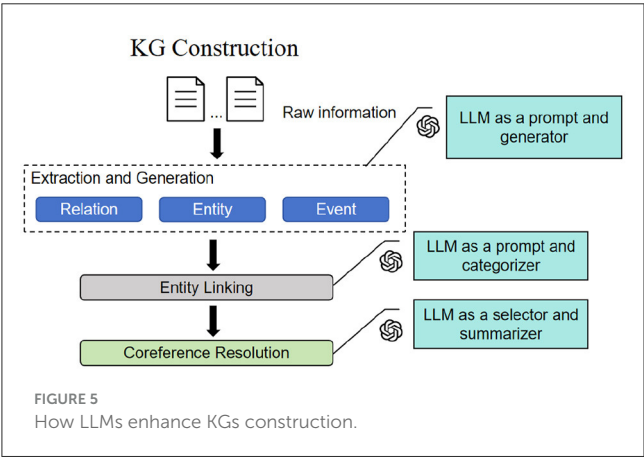 KG Construction
...
Raw information
LLM as a prompt and
generator
Extraction and Generation
Relation
Entity
Event
LLM as a prompt and
categorizer
Entity Linking
LLM as a selector and
summarizer
Coreference Resolution
FIGURE 5
How LLMs enhance KGs construction.